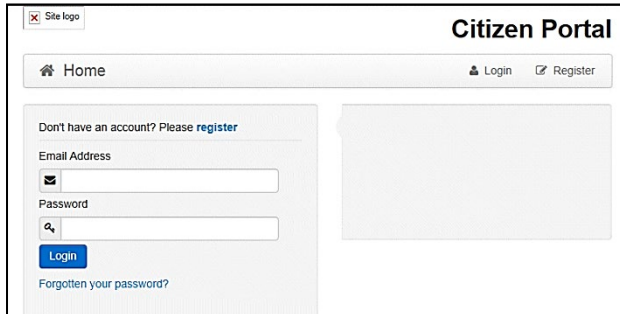 Site logo
Citizen Portal
Home
Login
Register
Don't have an account? Please register
Email Address
Password
Login
Forgotten your password?